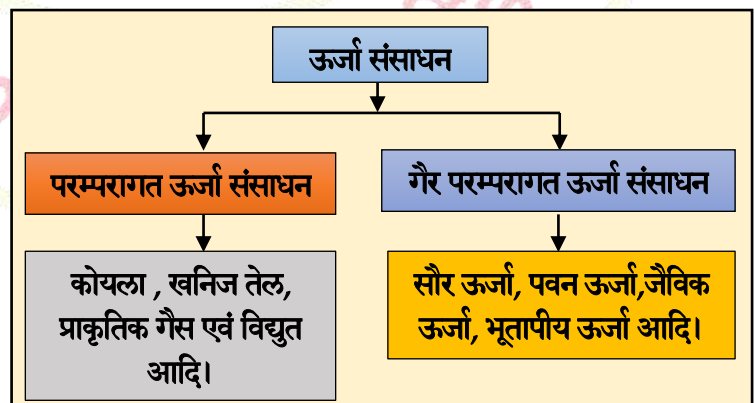 ऊर्जा संसाधन
परम्परागत ऊर्जा संसाधन
गैर परम्परागत ऊर्जा संसाधन
कोयला , खनिज तेल,
प्राकृतिक गैस एवं विद्युत
आदि।
सौर ऊर्जा, पवन ऊर्जा,जैविक
ऊर्जा, भूतापीय ऊर्जा आदि।